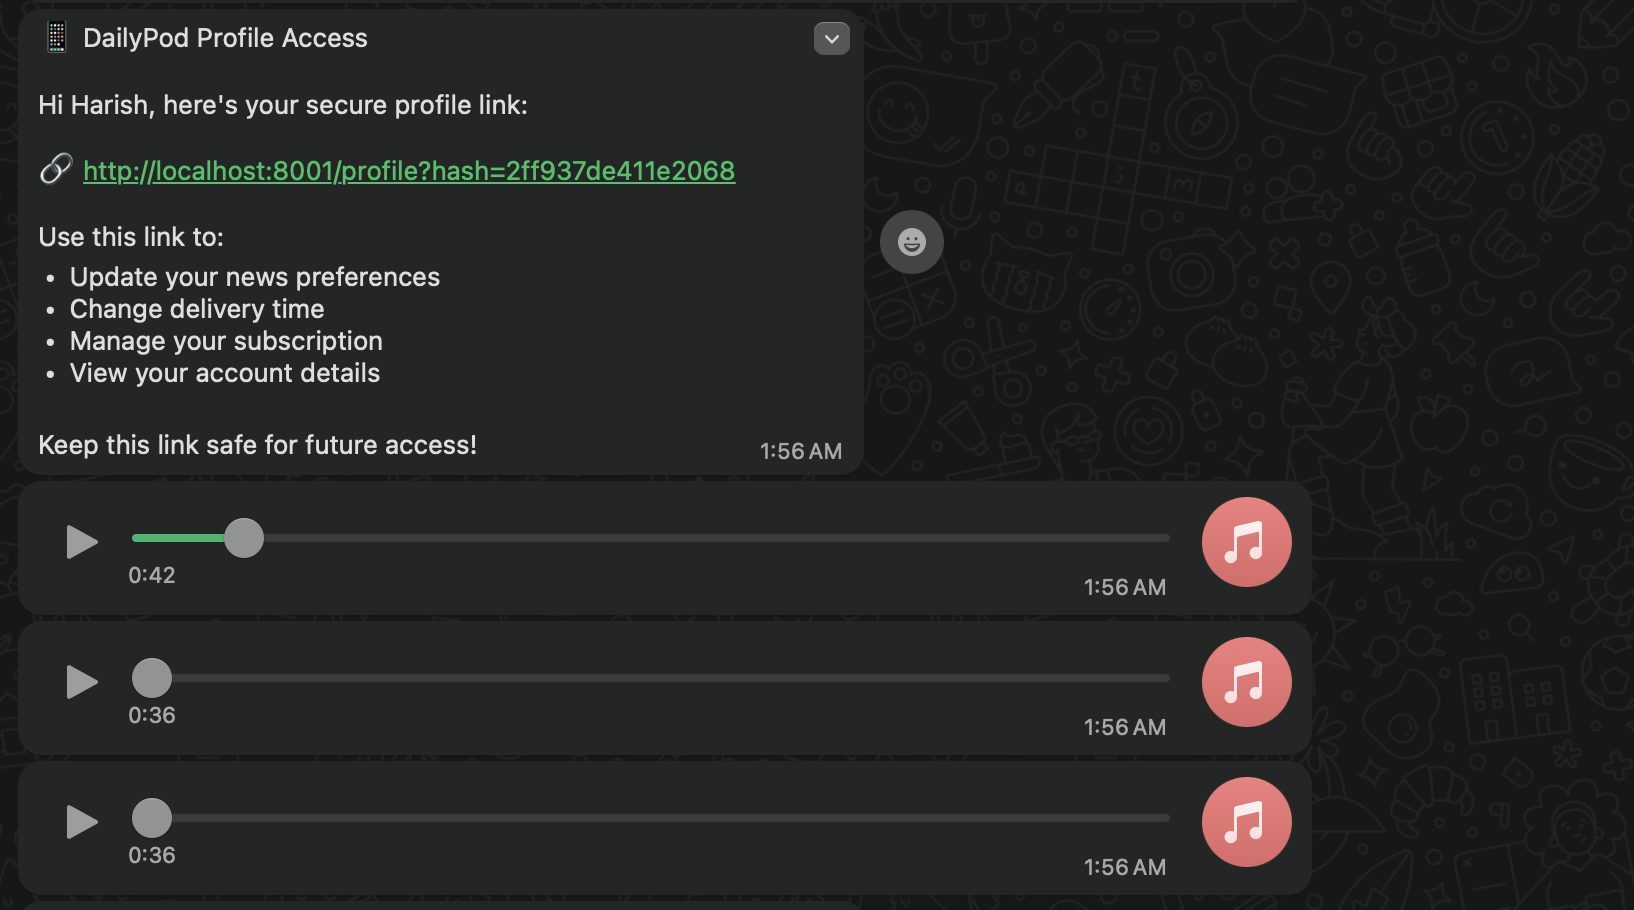 DailyPod Profile Access
Hi Harish, here's your secure profile link:
http://localhost:8001/profile?hash=2ff937de411e2068
Use this link to:
• Update your news preferences
• Change delivery time
• Manage your subscription
• View your account details
Keep this link safe for future access!
1:56 AM
0:42
1:56 AM
0:36
1:56 AM
0:36
1:56 AM